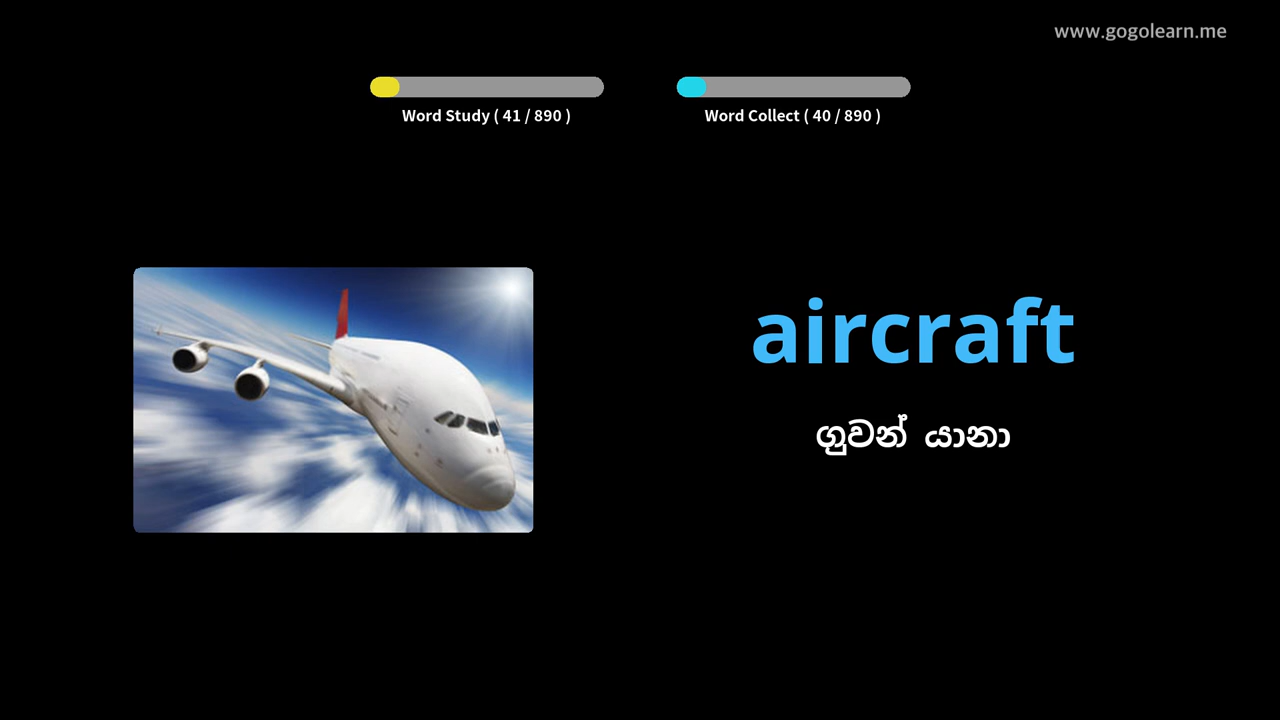 www.gogolearn.me
Word Study ( 41 / 890 )
Word Collect ( 40 / 890 )
aircraft
ගුවන් යානා